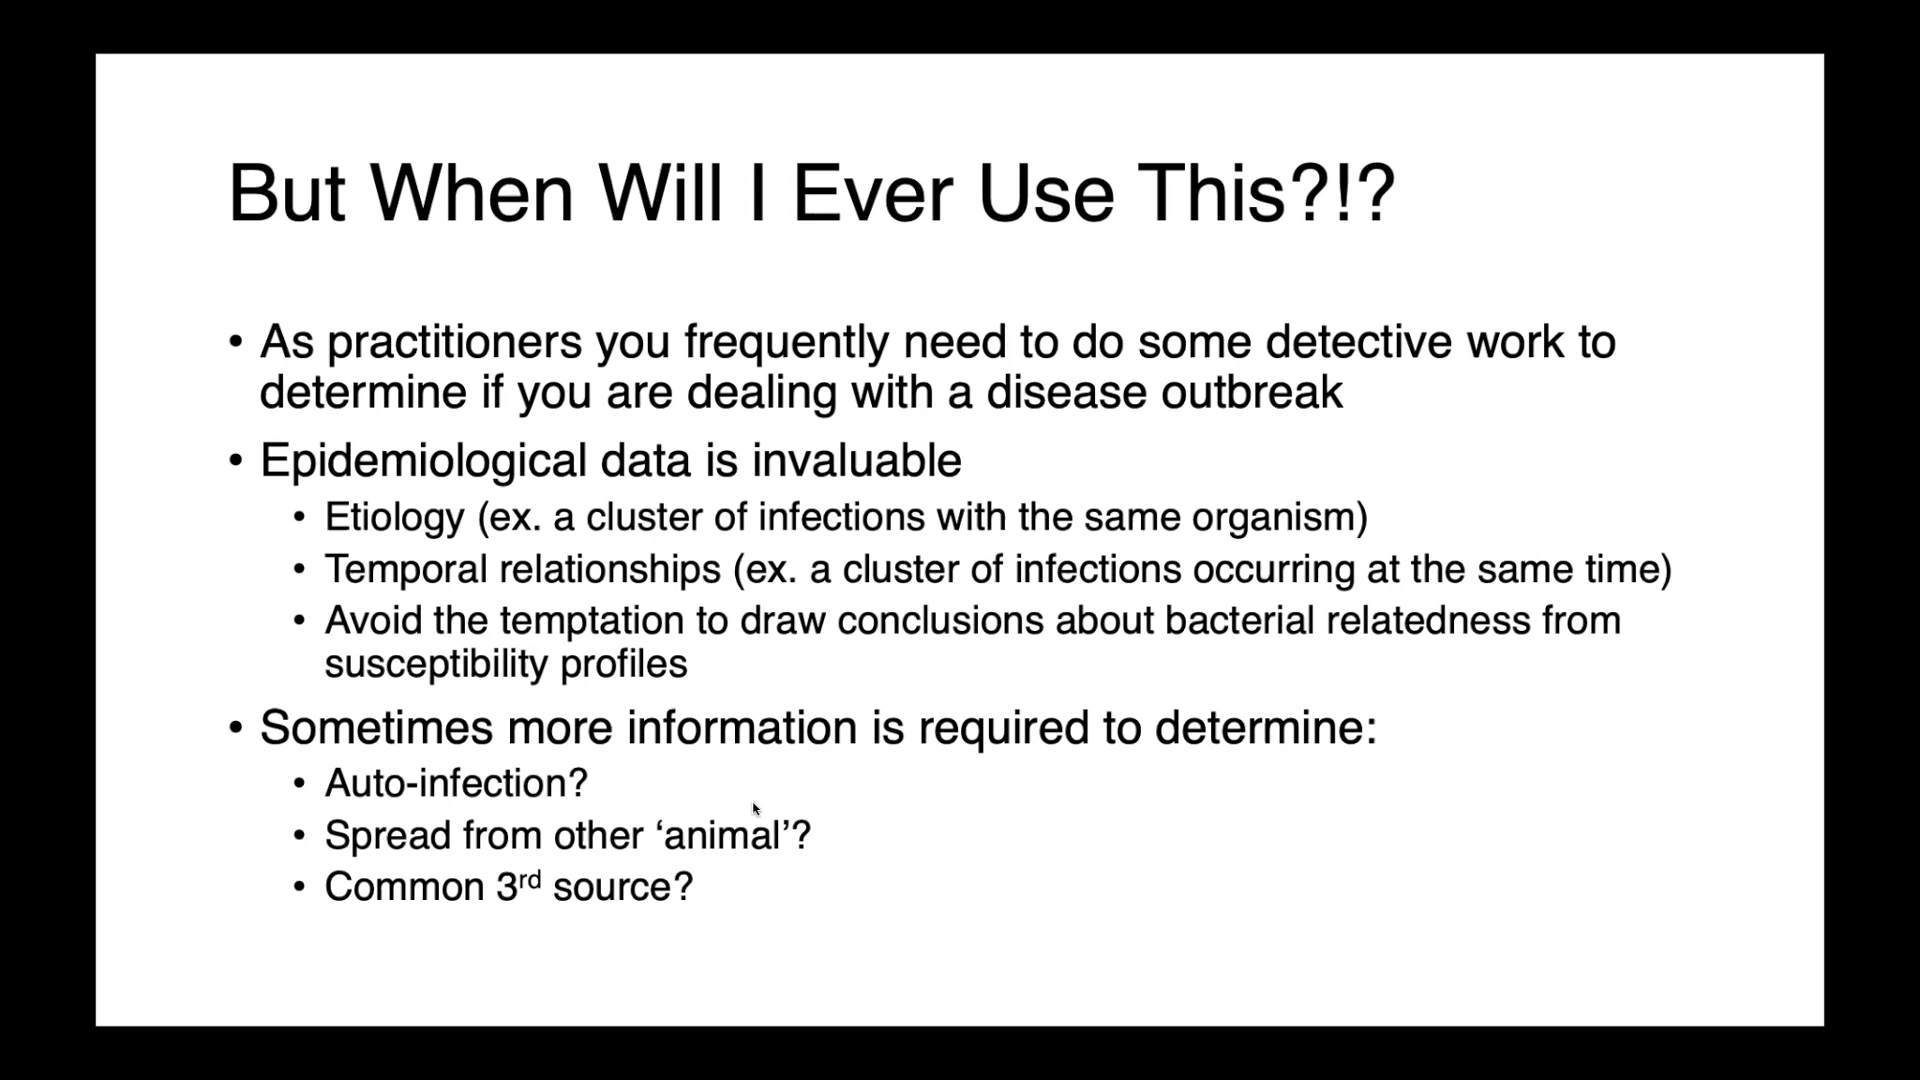 But When Will I Ever Use This?!?
• As practitioners you frequently need to do some detective work to
determine if you are dealing with a disease outbreak
• Epidemiological data is invaluable
• Etiology (ex. a cluster of infections with the same organism)
• Temporal relationships (ex. a cluster of infections occurring at the same time)
• Avoid the temptation to draw conclusions about bacterial relatedness from
susceptibility profiles
• Sometimes more information is required to determine:
• Auto-infection?
• Spread from other ‘animal’?
• Common 3rd source?